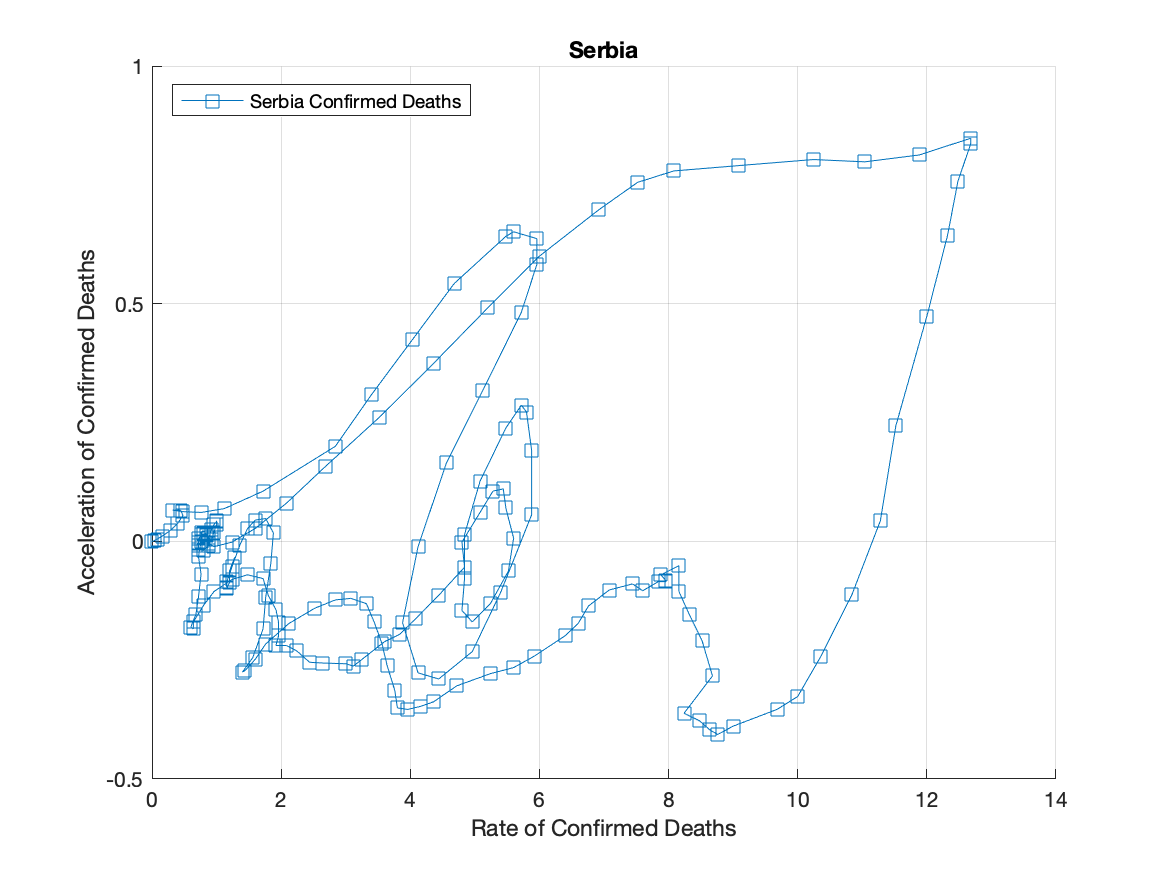 Serbia
Serbia Confirmed Deaths
1
0.5
0
-0.5
Acceleration of Confirmed Deaths
0 2 4 6 8 10 12 14
Rate of Confirmed Deaths